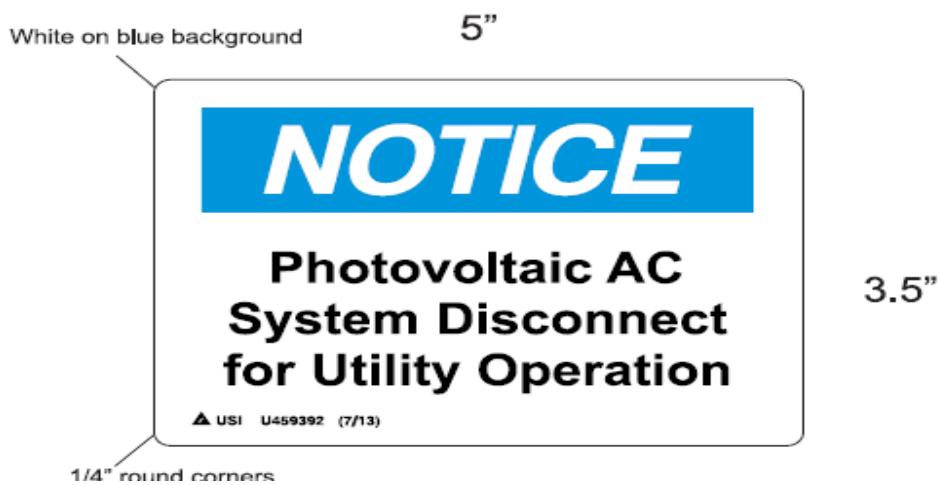 5”
White on blue background
NOTICE
Photovoltaic AC
System Disconnect
for Utility Operation
3.5”
USI U459392 (7/13)
1/4” round corners